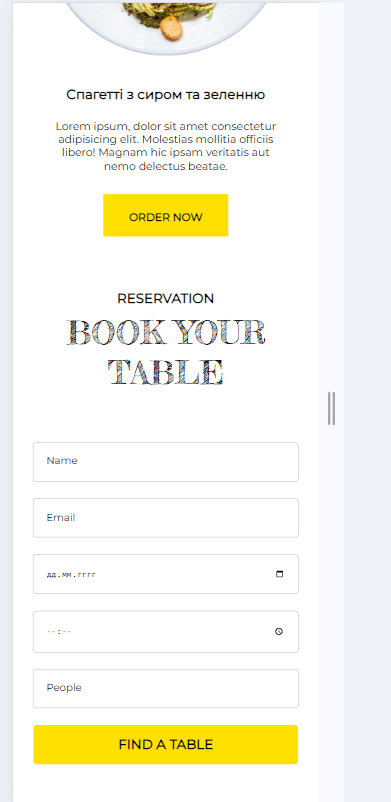 Спагетті з сиром та зеленню
Lorem ipsum, dolor sit amet consectetur
adipisicing elit. Molestias mollitia officiis
libero! Magnam hic ipsam veritatis aut
nemo delectus beatae.
ORDER NOW
RESERVATION
BOOK YOUR
TABLE
Name
Email
дд.мм.гггг
--:--
People
FIND A TABLE